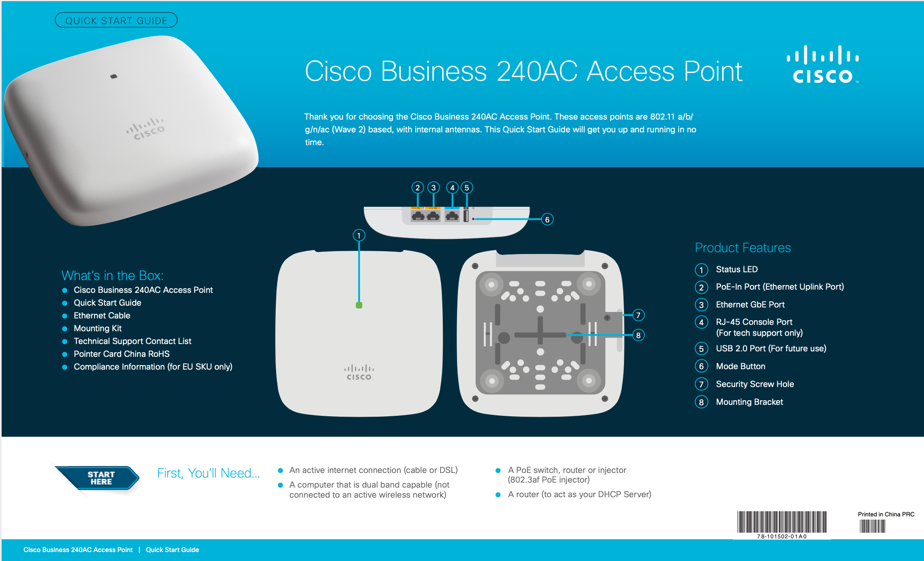 QUICK START GUIDE
CISCO
Cisco Business 240AC Access Point
CISCO
Thank you for choosing the Cisco Business 240AC Access Point. These access points are 802.11 a/b/
g/n/ac (Wave 2) based, with internal antennas. This Quick Start Guide will get you up and running in no
time.
2
3
4
5
6
1
CISCO
7
8
What's in the Box:
Cisco Business 240AC Access Point
Quick Start Guide
Ethernet Cable
Mounting Kit
Technical Support Contact List
Pointer Card China RoHS
Compliance Information (for EU SKU only)
Product Features
1 Status LED
2 PoE-In Port (Ethernet Uplink Port)
3 Ethernet GbE Port
4 RJ-45 Console Port
(For tech support only)
5 USB 2.0 Port (For future use)
6 Mode Button
7 Security Screw Hole
8 Mounting Bracket
START
HERE
First, You'll Need...
An active internet connection (cable or DSL)
A computer that is dual band capable (not
connected to an active wireless network)
A PoE switch, router or injector
(802.3af PoE injector)
A router (to act as your DHCP Server)
78-101502-01A0
Printed in China PRC
Cisco Business 240AC Access Point | Quick Start Guide